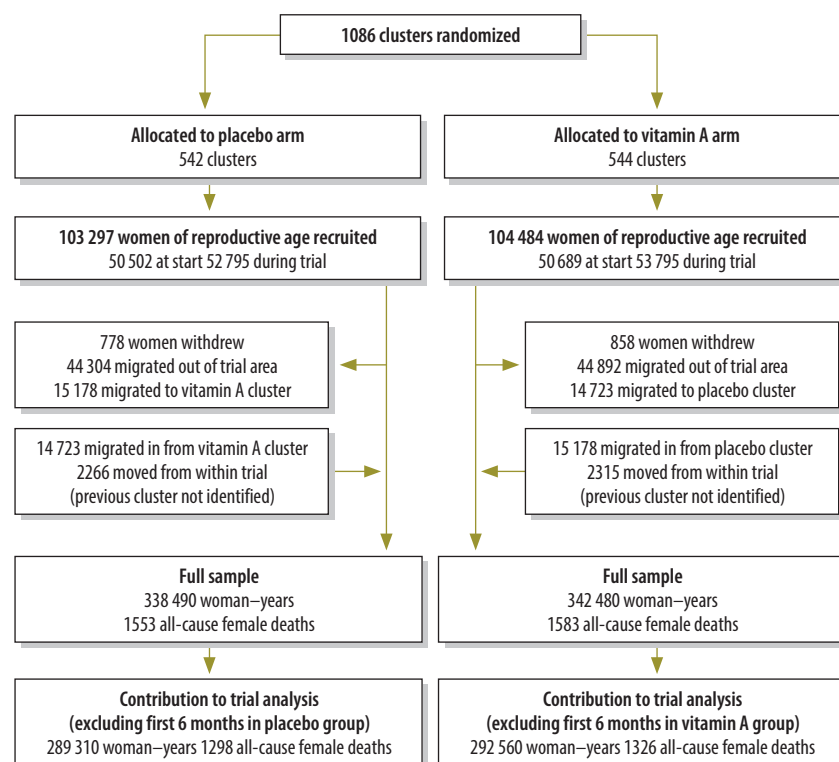 1086 clusters randomized
Allocated to placebo arm
542 clusters
Allocated to vitamin A arm
544 clusters
103 297 women of reproductive age recruited
50 502 at start 52 795 during trial
104 484 women of reproductive age recruited
50 689 at start 53 795 during trial
778 women withdrew
44 304 migrated out of trial area
15 178 migrated to vitamin A cluster
858 women withdrew
44 892 migrated out of trial area
14 723 migrated to placebo cluster
14 723 migrated in from vitamin A cluster
2266 moved from within trial
(previous cluster not identified)
15 178 migrated in from placebo cluster
2315 moved from within trial
(previous cluster not identified)
Full sample
338 490 woman–years
1553 all-cause female deaths
Full sample
342 480 woman–years
1583 all-cause female deaths
Contribution to trial analysis
(excluding first 6 months in placebo group)
289 310 woman–years 1298 all-cause female deaths
Contribution to trial analysis
(excluding first 6 months in vitamin A group)
292 560 woman–years 1326 all-cause female deaths